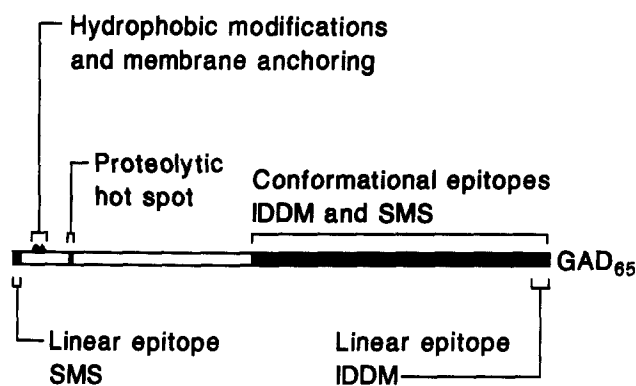 Hydrophobic modifications
and membrane anchoring
Proteolytic
hot spot
Conformational epitopes
IDDM and SMS
GAD65
Linear epitope
SMS
Linear epitope
IDDM